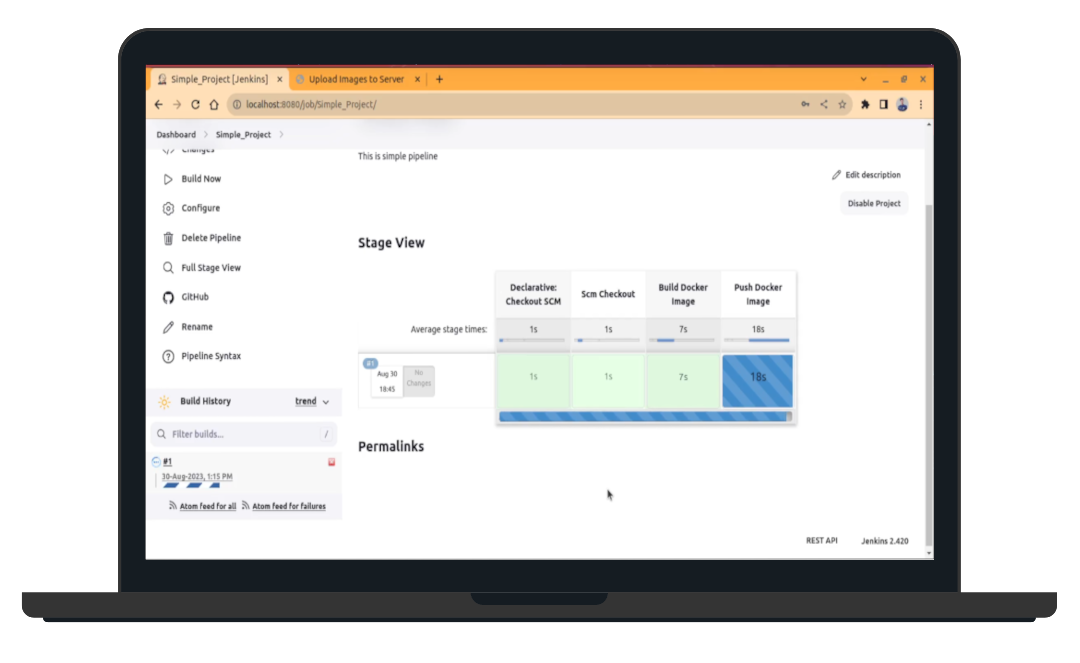 Simple_Project [Jenkins]
Upload Images to Server
localhost:8080/job/Simple_Project/
Dashboard
Simple_Project
Changes
This is simple pipeline
Edit description
Build Now
Disable Project
Configure
Delete Pipeline
Full Stage View
GitHub
Rename
Pipeline Syntax
Stage View
Declarative:
Checkout SCM
Scm Checkout
Build Docker
Image
Push Docker
Image
Average stage times:
1s
1s
7s
18s
#1
Aug 30
18:45
No
Changes
1s
1s
7s
18s
Build History
trend
Filter builds...
/
#1
30-Aug-2023, 1:15 PM
Atom feed for all
Atom feed for failures
Permalinks
REST API
Jenkins 2.420